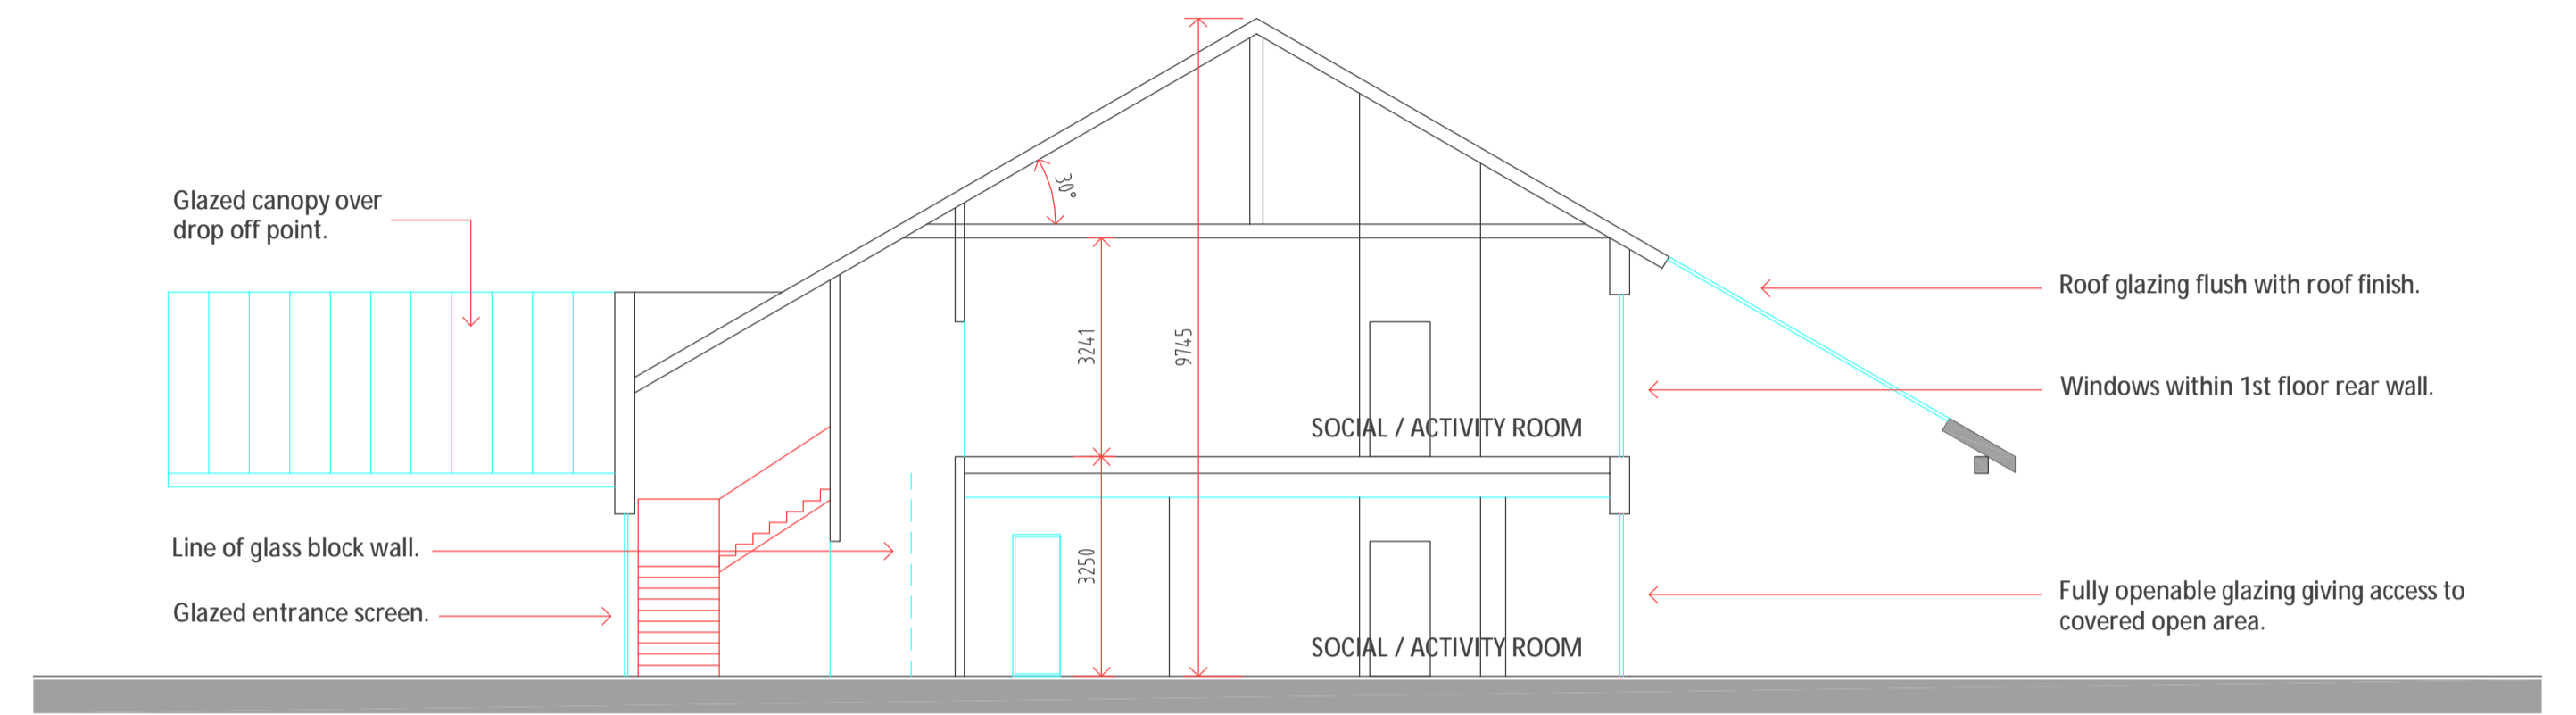 Glazed canopy over
drop off point.
Line of glass block wall.
Glazed entrance screen.
30°
3241
9745
3250
SOCIAL / ACTIVITY ROOM
SOCIAL / ACTIVITY ROOM
Roof glazing flush with roof finish.
Windows within 1st floor rear wall.
Fully openable glazing giving access to
covered open area.